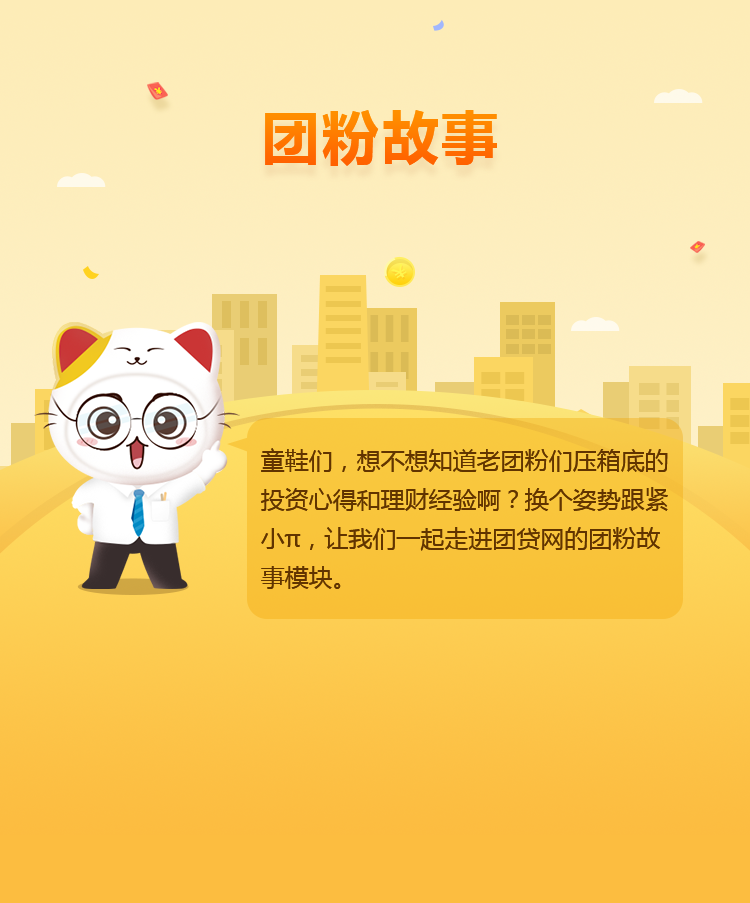 团粉故事
童鞋们，想不想知道老团粉们压箱底的
投资心得和理财经验啊？换个姿势跟紧
小π，让我们一起走进团贷网的团粉故
事模块。